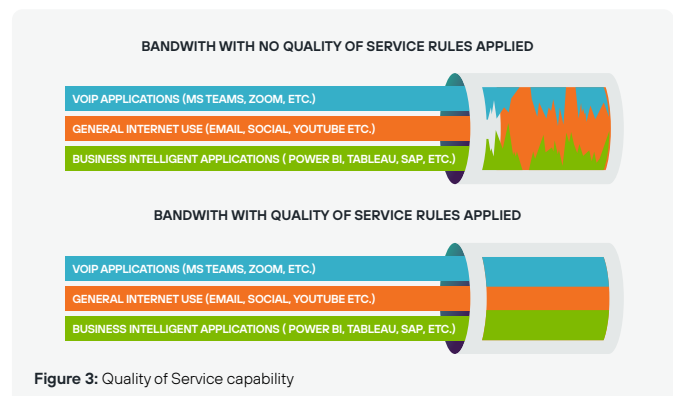 BANDWITH WITH NO QUALITY OF SERVICE RULES APPLIED
VOIP APPLICATIONS (MS TEAMS, ZOOM, ETC.)
GENERAL INTERNET USE (EMAIL, SOCIAL, YOUTUBE ETC.)
BUSINESS INTELLIGENT APPLICATIONS ( POWER BI, TABLEAU, SAP, ETC.)
BANDWITH WITH QUALITY OF SERVICE RULES APPLIED
VOIP APPLICATIONS (MS TEAMS, ZOOM, ETC.)
GENERAL INTERNET USE (EMAIL, SOCIAL, YOUTUBE ETC.)
BUSINESS INTELLIGENT APPLICATIONS ( POWER BI, TABLEAU, SAP, ETC.)
Figure 3: Quality of Service capability